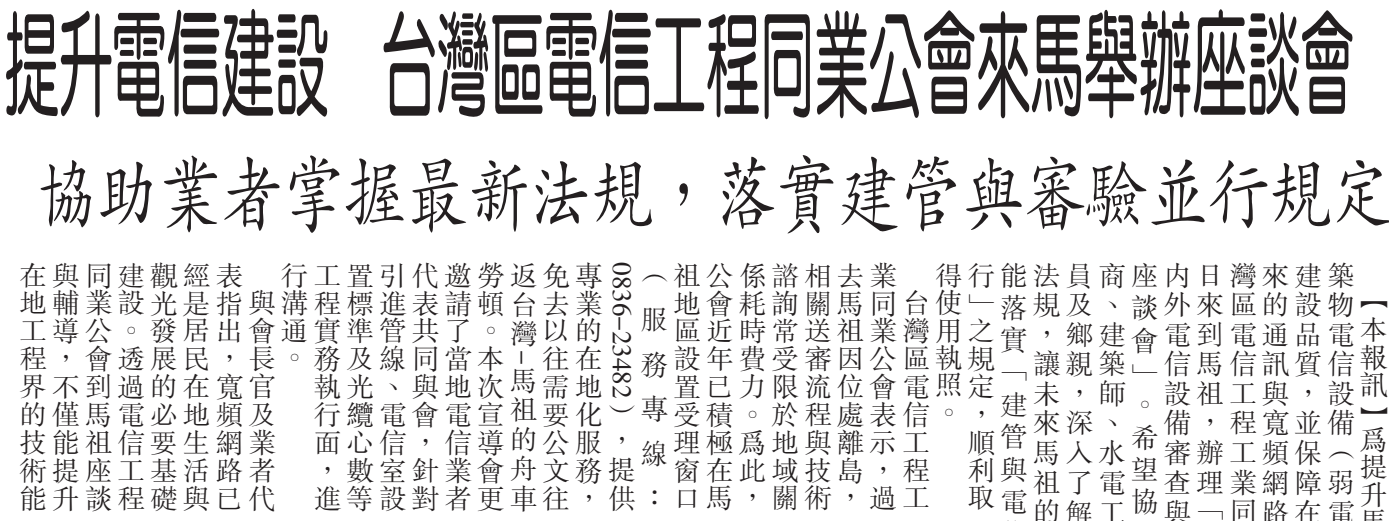 提升電信建設　台灣區電信工程同業公會來馬舉辦座談會
協助業者掌握最新法規，落實建管與審驗並行規定
【本報訊】為提升馬
築物電信設備（弱電
建設品質，並保障在
來的通訊與寬頻網路
灣區電信工程工業同
日來到馬祖，辦理「
內外電信設備審查與
座談會」。希望協
商、建築師、水電工
員及鄉親，深入了解
法規，讓未來馬祖的
能落實「建管與電
行」之規定，順利取
得使用執照。
台灣區電信工程工
業同業公會表示，過
去馬祖因位處離島，
相關送審流程與技術
諮詢常受限於地域關
係耗時費力。為此，
公會近年已積極在馬
祖地區設置受理窗口
（服務專線：
0836-23482），提供
專業的在地化服務，
免去以往需要公文往
返台灣-馬祖的舟車
勞頓。本次宣導會更
邀請了當地電信業者
代表共同與會，針對
引進管線、電信室設
置標準及光纜心數等
工程實務執行面，進
行溝通。
與會長官及業者代
表指出，寬頻網路已
經是居民在地生活與
觀光發展的必要基礎
建設。透過電信工程
同業公會到馬祖座談
與輔導，不僅能提升
在地工程界的技術能